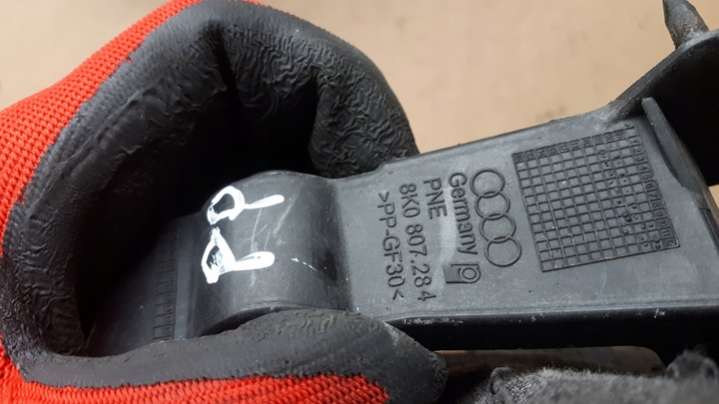 Germany
PNE
8K0 807.284
>PP-GF30<